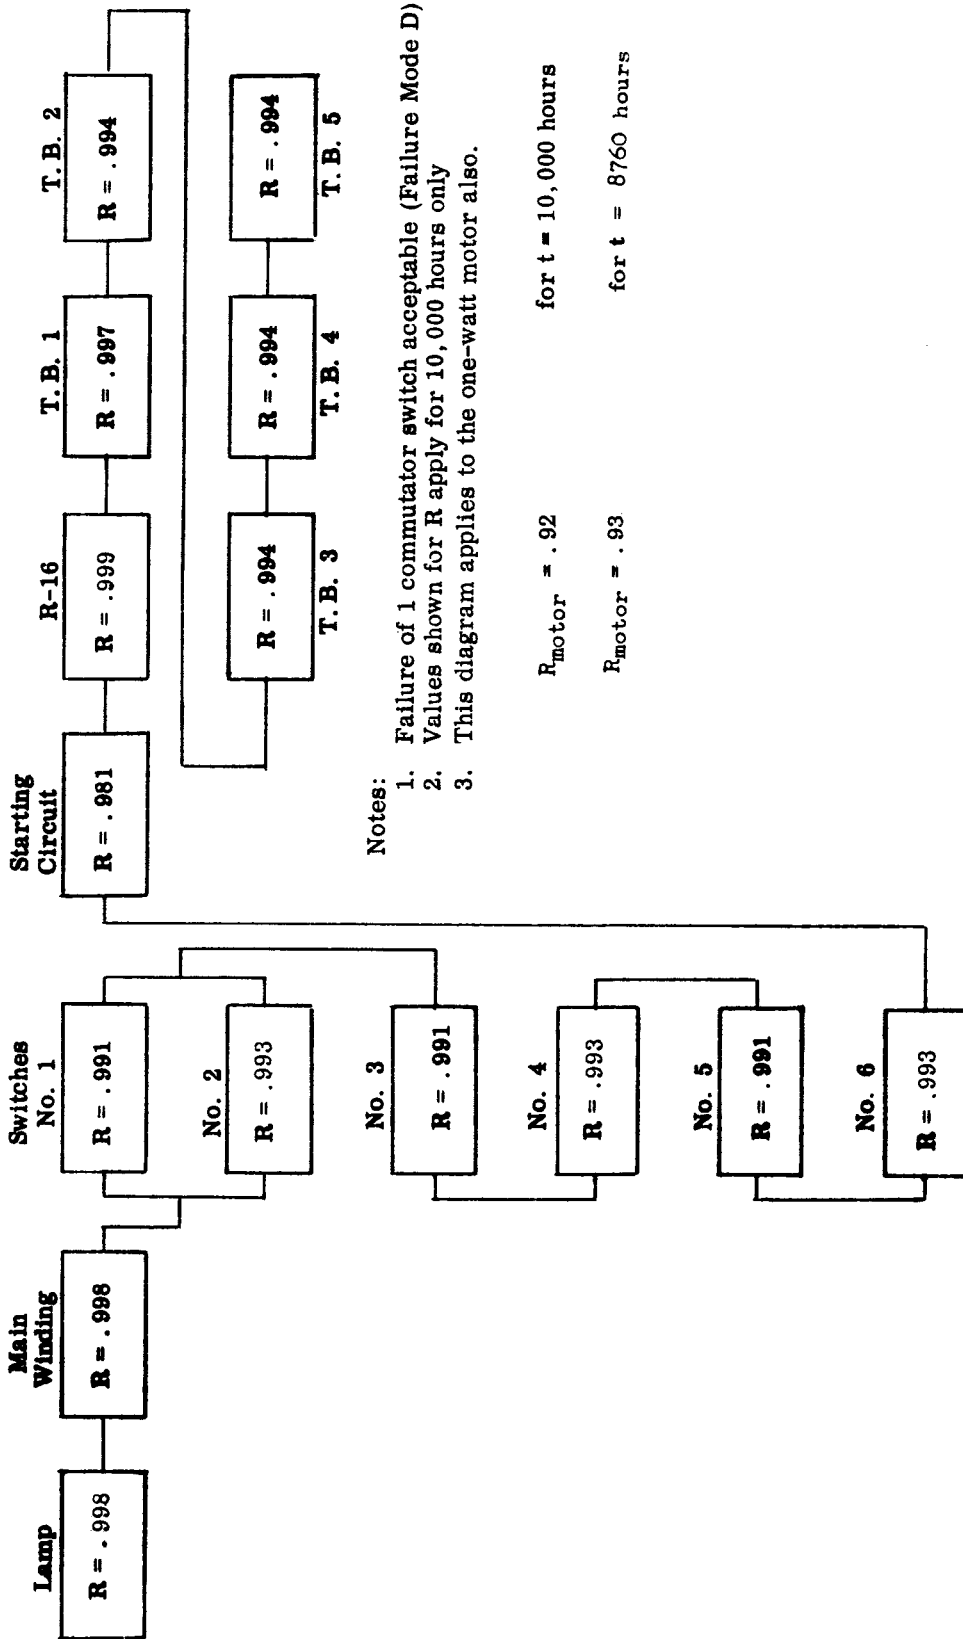 Lamp
R = .998
Main
Winding
R = .998
Switches
No. 1
R = .991
No. 2
R = .993
No. 3
R = .991
No. 4
R = .993
No. 5
R = .991
No. 6
R = .993
Starting
Circuit
R = .981
R-16
R = .999
T.B. 1
R = .997
T.B. 2
R = .994
R = .994
T.B. 3
R = .994
T.B. 4
R = .994
T.B. 5
Notes:
1. Failure of 1 commutator switch acceptable (Failure Mode D)
2. Values shown for R apply for 10,000 hours only
3. This diagram applies to the one-watt motor also.
Rmotor = .92 for t = 10,000 hours
Rmotor = .93 for t = 8760 hours